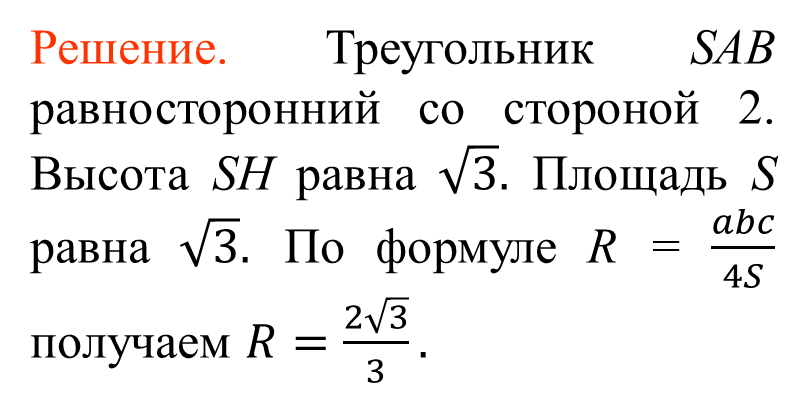 Решение. Треугольник SAB
равносторонний со стороной 2.
Высота SH равна √3. Площадь S
равна √3. По формуле R = abc/4S
получаем R = 2√3/3.